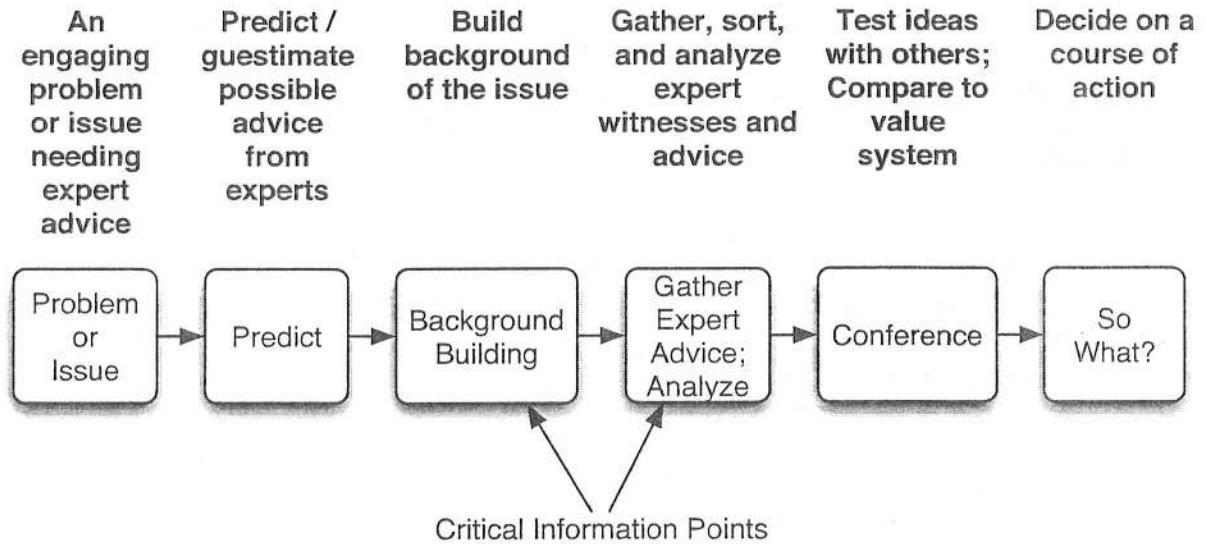 An
engaging
problem
or issue
needing
expert
advice
Predict /
guestimate
possible
advice
from
experts
Build
background
of the issue
Gather, sort,
and analyze
expert
witnesses and
advice
Test ideas
with others;
Compare to
value
system
Decide on a
course of
action
Problem
or
Issue
Predict
Background
Building
Gather
Expert
Advice;
Analyze
Conference
So
What?
Critical Information Points